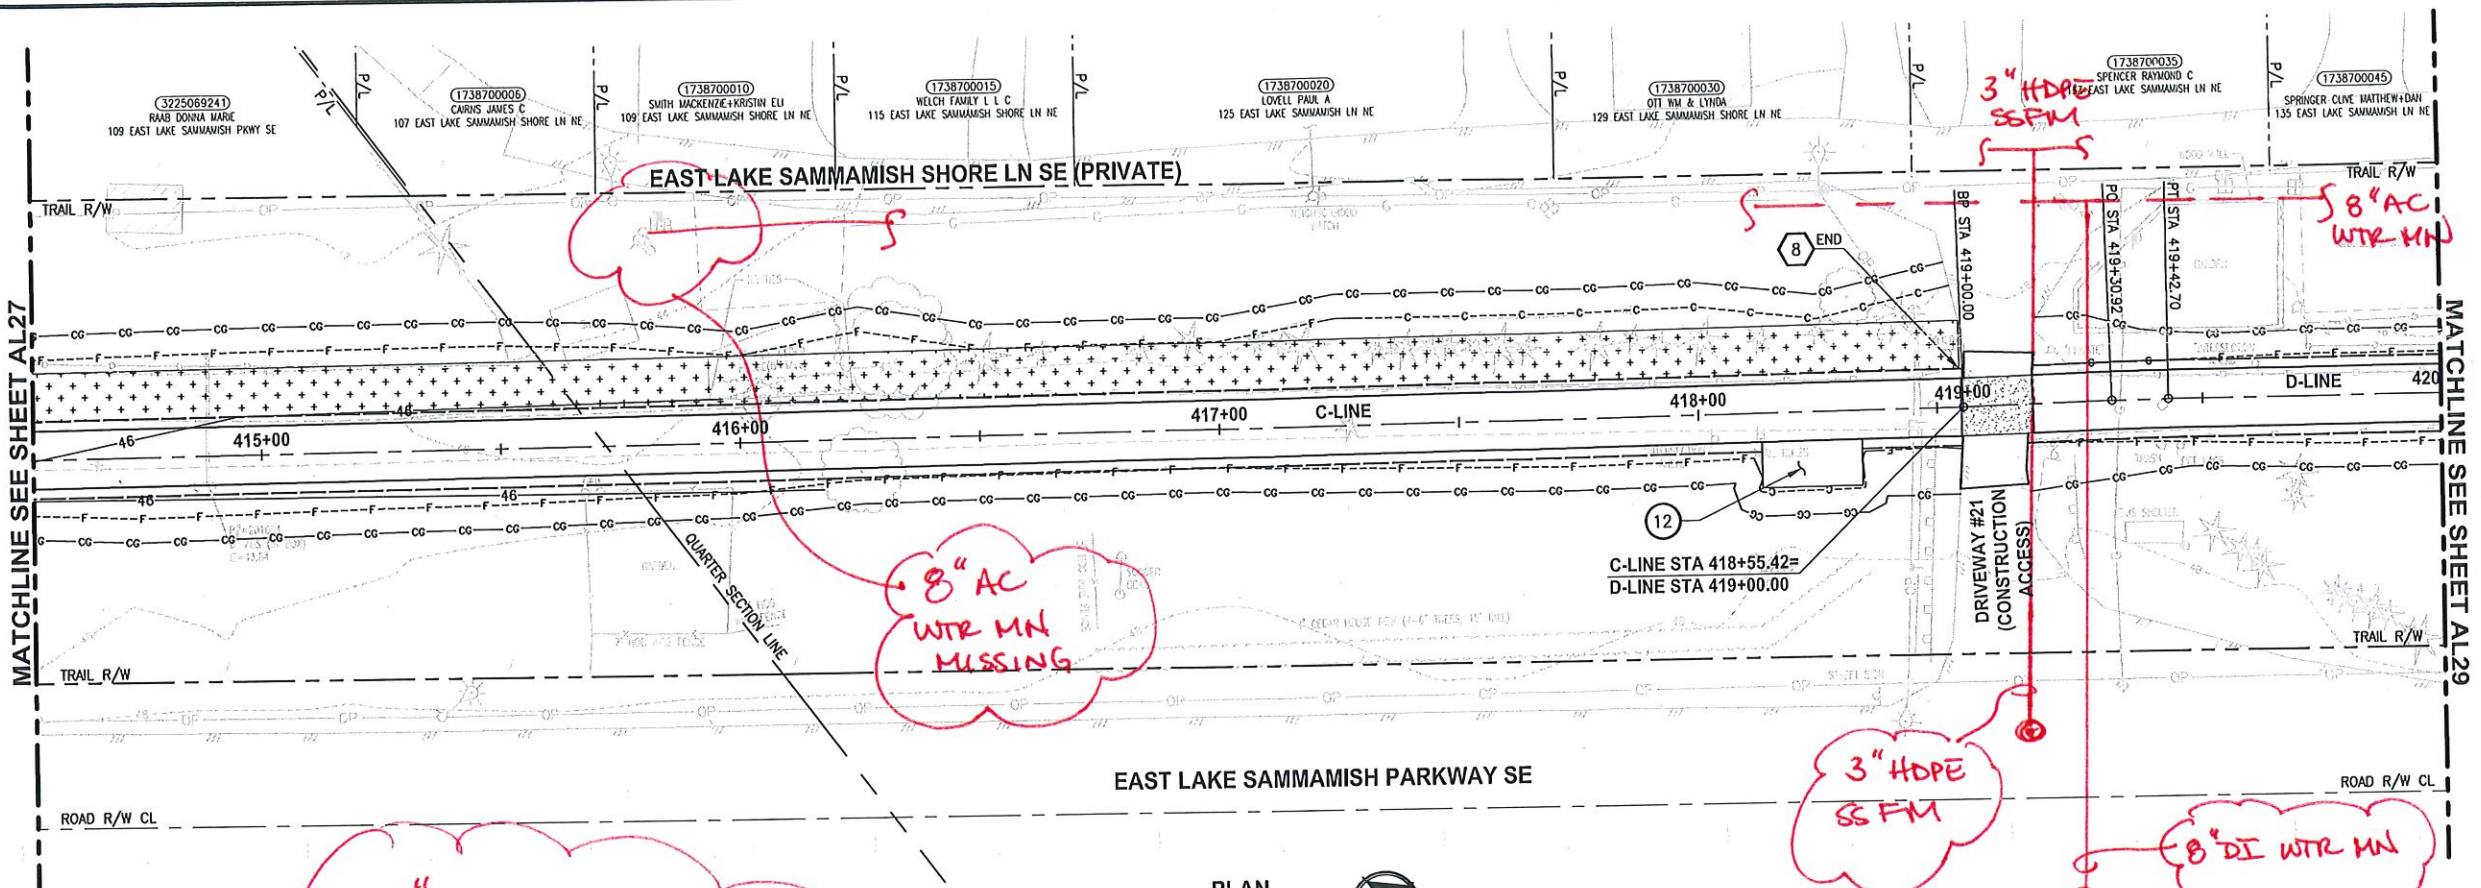 3225069241
RAAB DONNA MARIE
109 EAST LAKE SAMMAMISH PKWY SE
P/L
P/L
1738700006
CAIRNS JAMES C
107 EAST LAKE SAMMAMISH SHORE LN NE
P/L
1738700010
SMITH MACKENZIE+KRISTIN ELI
109 EAST LAKE SAMMAMISH SHORE LN NE
P/L
1738700015
WELCH FAMILY L L C
115 EAST LAKE SAMMAMISH SHORE LN NE
P/L
1738700020
LOVELL PAUL A
125 EAST LAKE SAMMAMISH LN NE
P/L
1738700030
OTT WM & LYNDA
129 EAST LAKE SAMMAMISH SHORE LN NE
P/L
3" HDPE
SSFM
1738700035
SPENCER RAYMOND C
EAST LAKE SAMMAMISH LN NE
P/L
1738700045
SPRINGER CLIVE MATTHEW+DAN
135 EAST LAKE SAMMAMISH LN NE
EAST LAKE SAMMAMISH SHORE LN SE (PRIVATE)
TRAIL R/W
TRAIL R/W
8" AC
WTR MN
8 END
BP STA 419+00.00
PC STA 419+30.92
PT STA 419+42.70
MATCHLINE SEE SHEET AL27
MATCHLINE SEE SHEET AL29
46
46
415+00
416+00
417+00
C-LINE
418+00
419+00
D-LINE
420
46
46
12
C-LINE STA 418+55.42=
D-LINE STA 419+00.00
DRIVEWAY #21
(CONSTRUCTION
ACCESS)
QUARTER SECTION LINE
8" AC
WTR MN
MISSING
TRAIL R/W
TRAIL R/W
EAST LAKE SAMMAMISH PARKWAY SE
3" HDPE
SSFM
ROAD R/W CL
ROAD R/W CL
8" DI WTR MN
PLAN